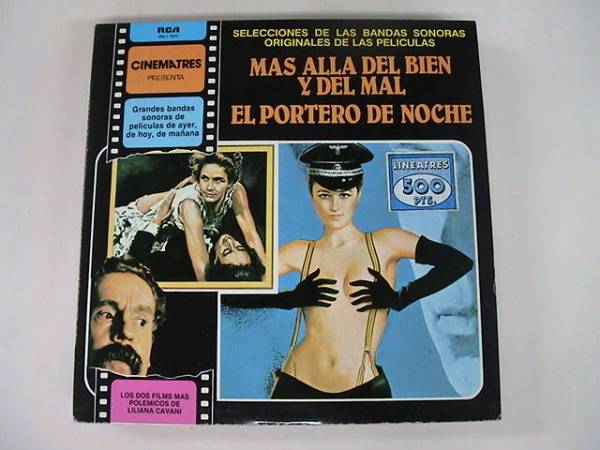 RCA
CINEMATRES
PRESENTA
Grandes bandas
sonoras de
películas de ayer,
de hoy, de mañana
SELECCIONES DE LAS BANDAS SONORAS
ORIGINALES DE LAS PELICULAS
MAS ALLA DEL BIEN
Y DEL MAL
EL PORTERO DE NOCHE
LINEATRES
500
PTS.
LOS DOS FILMS MAS
POLEMICOS DE
LILIANA CAVANI